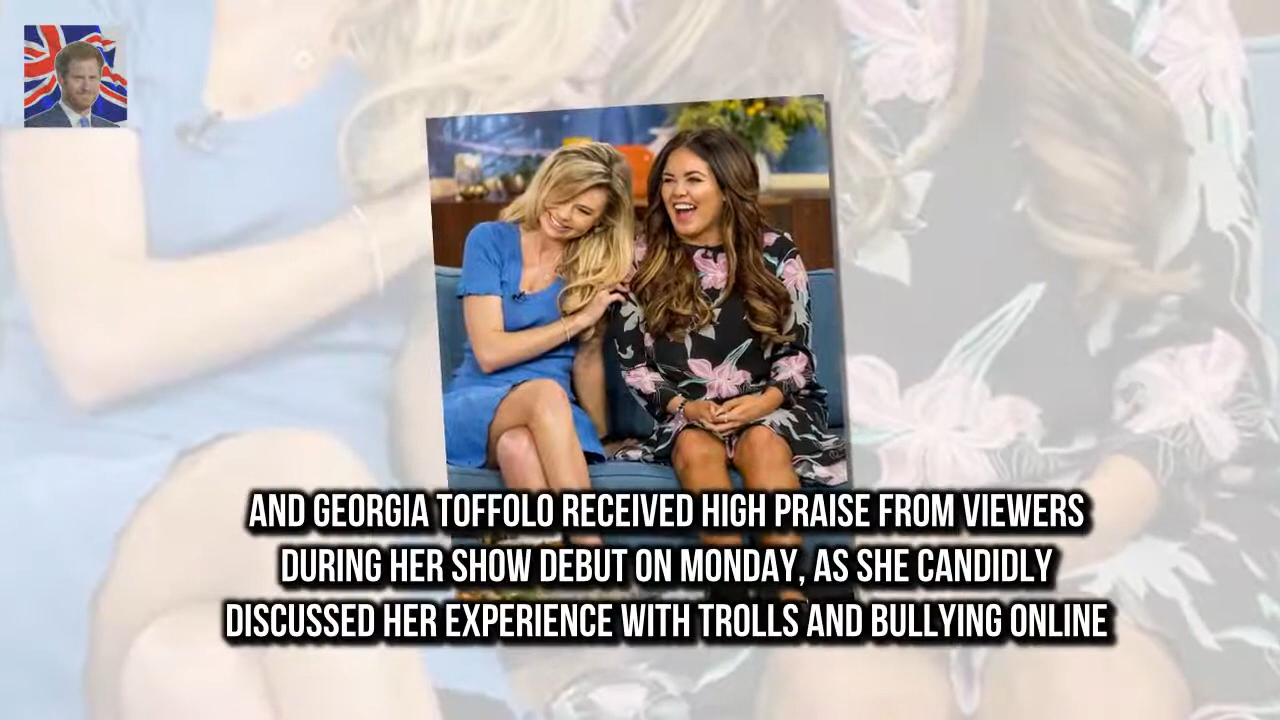 AND GEORGIA TOFFOLO RECEIVED HIGH PRAISE FROM VIEWERS
DURING HER SHOW DEBUT ON MONDAY, AS SHE CANDIDLY
DISCUSSED HER EXPERIENCE WITH TROLLS AND BULLYING ONLINE